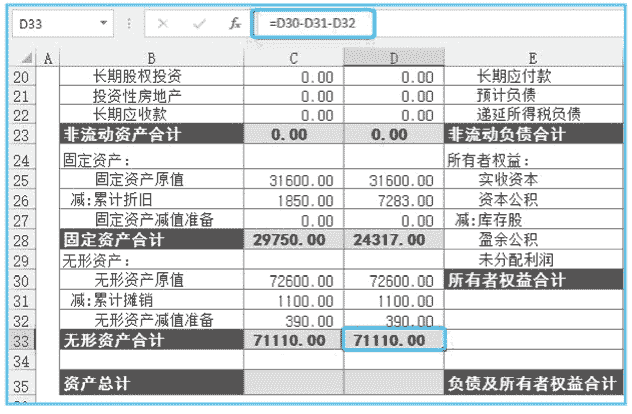 D33 fx =D30-D31-D32
A B C D E
20 长期股权投资 0.00 0.00 长期应付款
21 投资性房地产 0.00 0.00 预计负债
22 长期应收款 0.00 0.00 递延所得税负债
23 非流动资产合计 0.00 0.00 非流动负债合计
24 固定资产: 所有者权益:
25 固定资产原值 31600.00 31600.00 实收资本
26 减:累计折旧 1850.00 7283.00 资本公积
27 固定资产减值准备 0.00 0.00 减:库存股
28 固定资产合计 29750.00 24317.00 盈余公积
29 无形资产: 未分配利润
30 无形资产原值 72600.00 72600.00 所有者权益合计
31 减:累计摊销 1100.00 1100.00
32 无形资产减值准备 390.00 390.00
33 无形资产合计 71110.00 71110.00
34
35 资产总计 负债及所有者权益合计